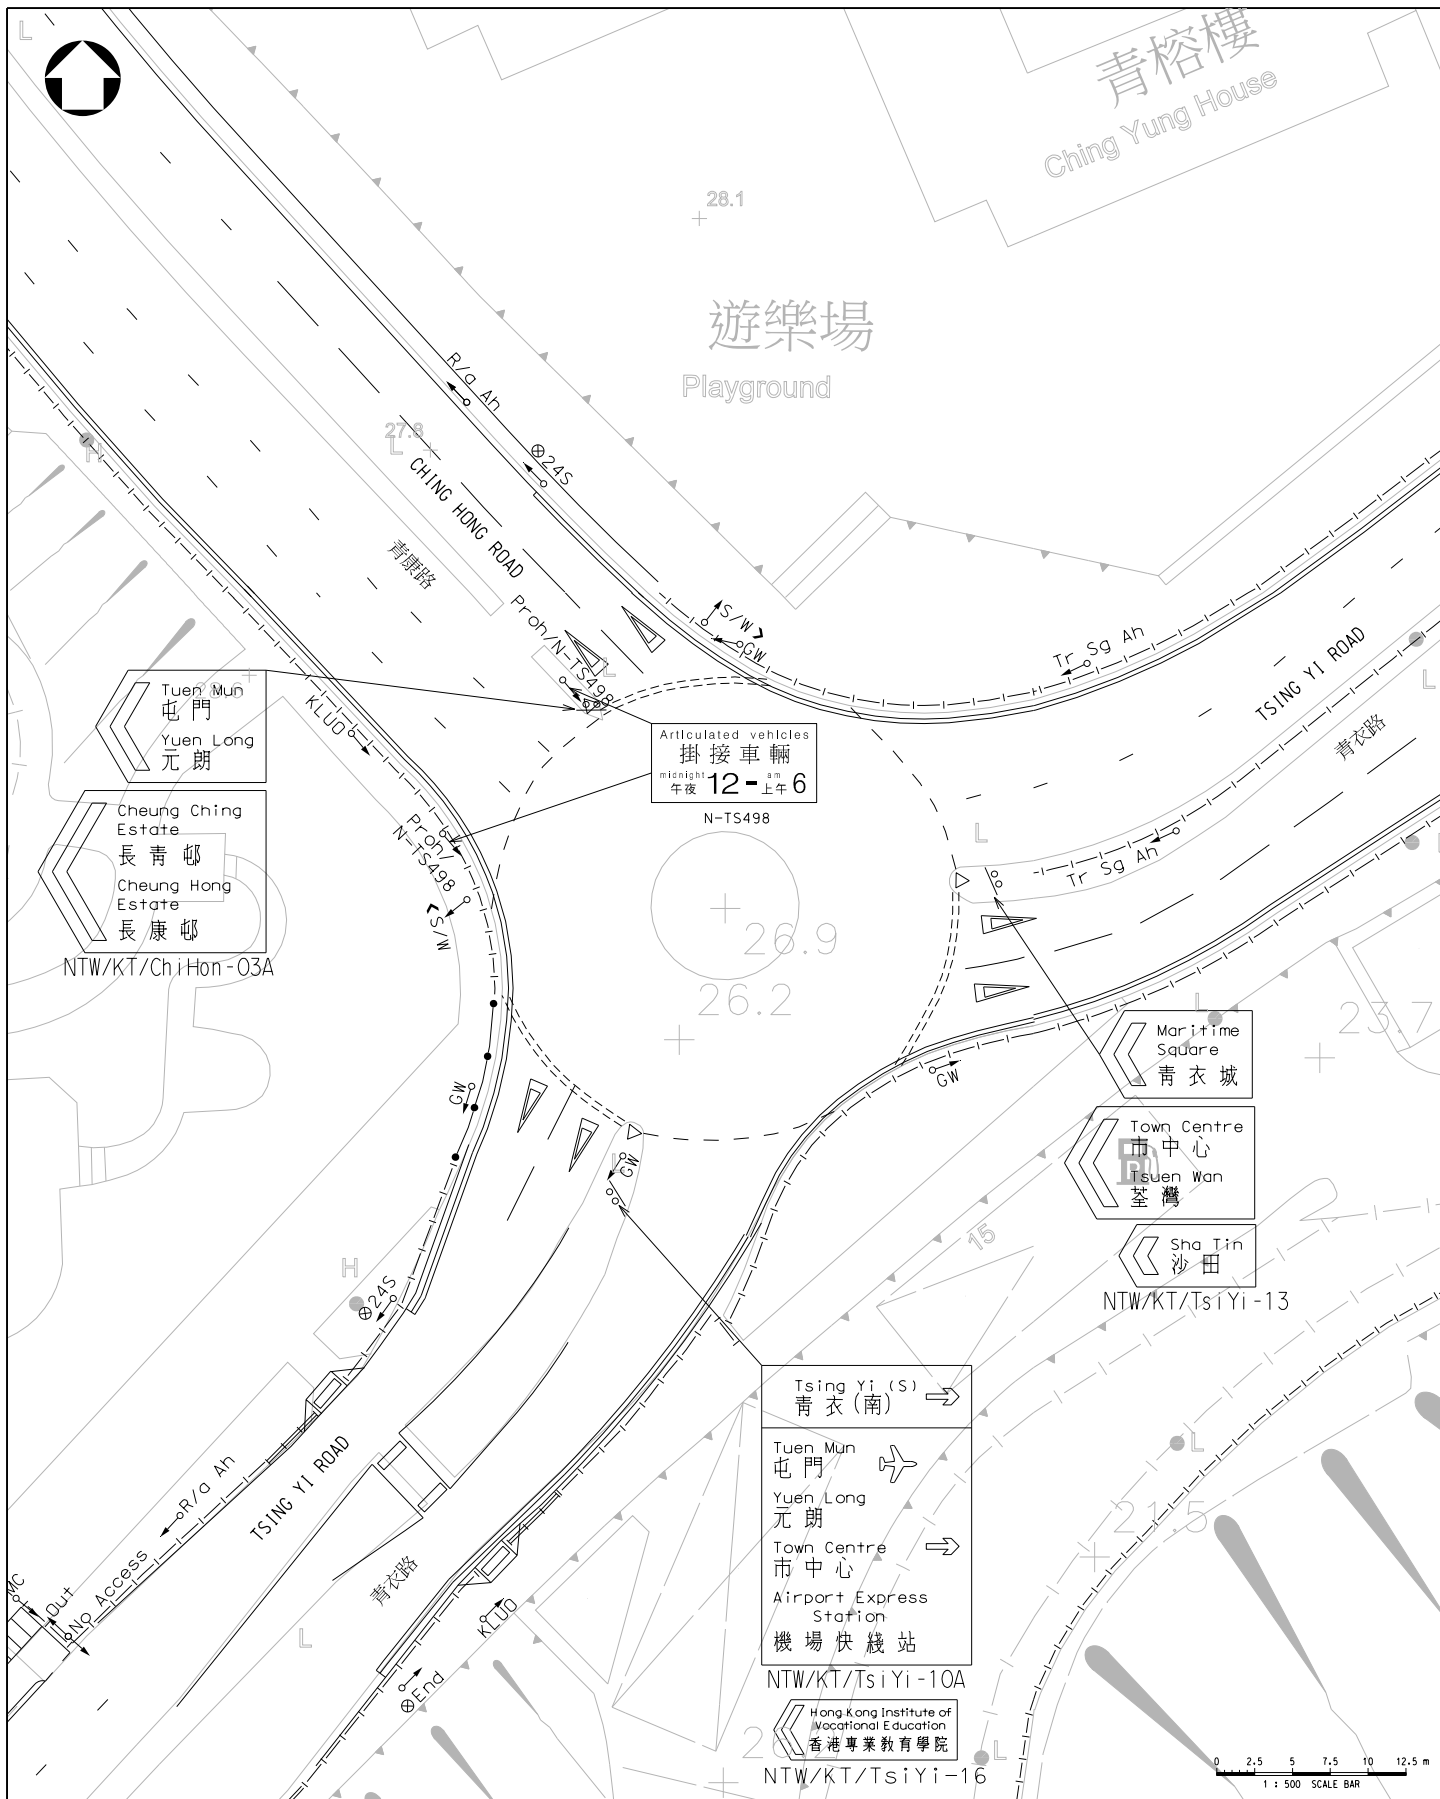 L
青榕樓
Ching Yung House
28.1
遊樂場
Playground
R/a Ah
27.8
L
H
⊗24S
CHING HONG ROAD
青康路
Proh/N-TS498
L
S/W >
GW
Tr Sg Ah
TSING YI ROAD
青衣路
L
Tuen Mun
屯門
Yuen Long
元朗
KLUO
Articulated vehicles
掛接車輛
midnight 午夜 12 - am 上午 6
N-TS498
Cheung Ching
Estate
長青邨
Cheung Hong
Estate
長康邨
NTW/KT/ChiHon-03A
Proh/
N-TS498
< S/W
L
Tr Sg Ah
26.9
26.2
L
23.7
Maritime
Square
青衣城
GW
GW
Town Centre
市中心
Tsuen Wan
荃灣
L
GW
Sha Tin
沙田
NTW/KT/TsiYi-13
15
H
⊗24S
Tsing Yi (S)
青衣(南)
Tuen Mun
屯門
Yuen Long
元朗
Town Centre
市中心
Airport Express
Station
機場快綫站
NTW/KT/TsiYi-10A
L
21.5
R/a Ah
TSING YI ROAD
青衣路
No Access
MC
Out
L
KLUO
⊗End
Hong Kong Institute of
Vocational Education
香港專業教育學院
NTW/KT/TsiYi-16
L
0 2.5 5 7.5 10 12.5 m
1 : 500 SCALE BAR